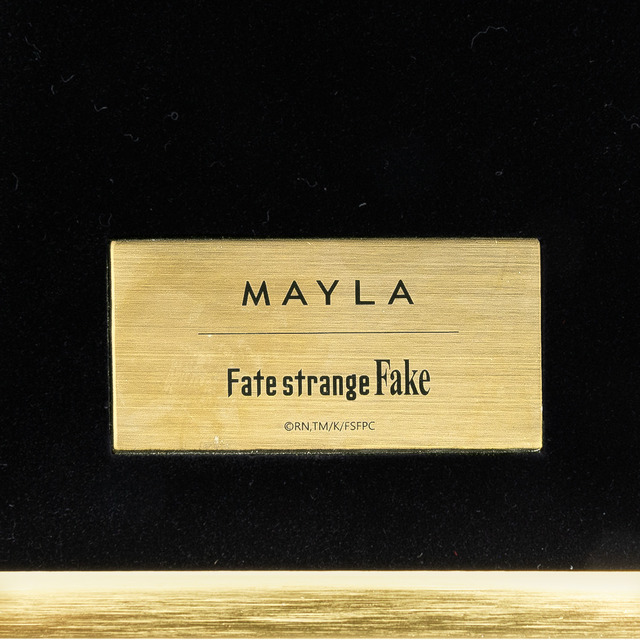 MAYLA
Fate strange Fake
©RN,TM/K/FSFPC